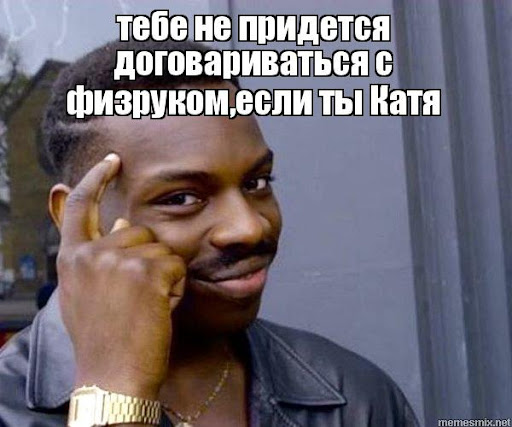 тебе не придется
договариваться с
физруком,если ты Катя
memesmix.net